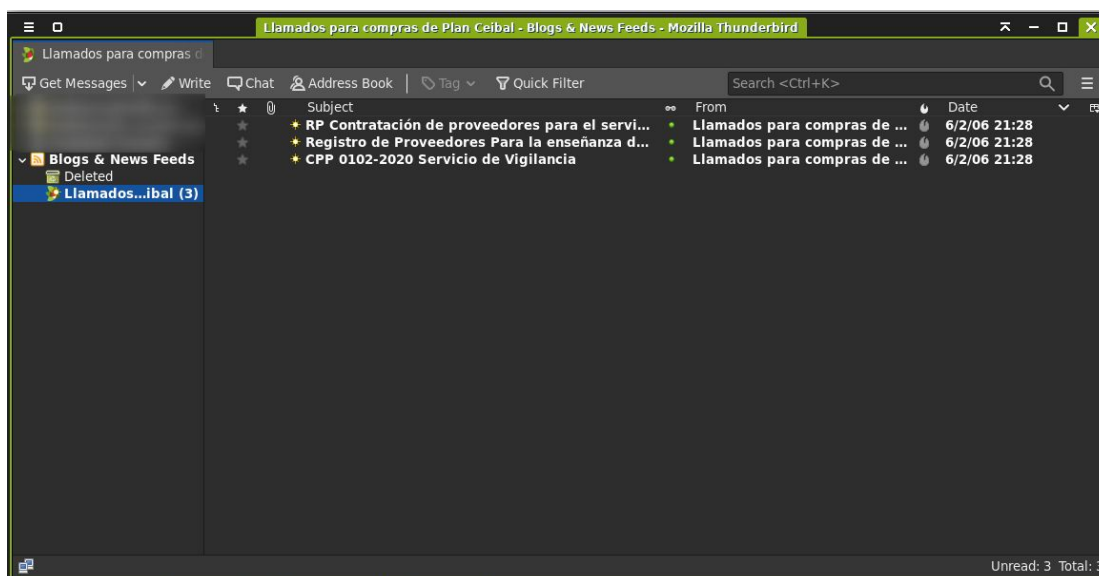 Llamados para compras de Plan Ceibal - Blogs & News Feeds - Mozilla Thunderbird
Llamados para compras d
Get Messages Write Chat Address Book Tag Quick Filter Search <Ctrl+K>
Subject From Date
RP Contratación de proveedores para el servi... Llamados para compras de ... 6/2/06 21:28
Registro de Proveedores Para la enseñanza d... Llamados para compras de ... 6/2/06 21:28
CPP 0102-2020 Servicio de Vigilancia Llamados para compras de ... 6/2/06 21:28
Blogs & News Feeds
Deleted
Llamados...ibal (3)
Unread: 3 Total: